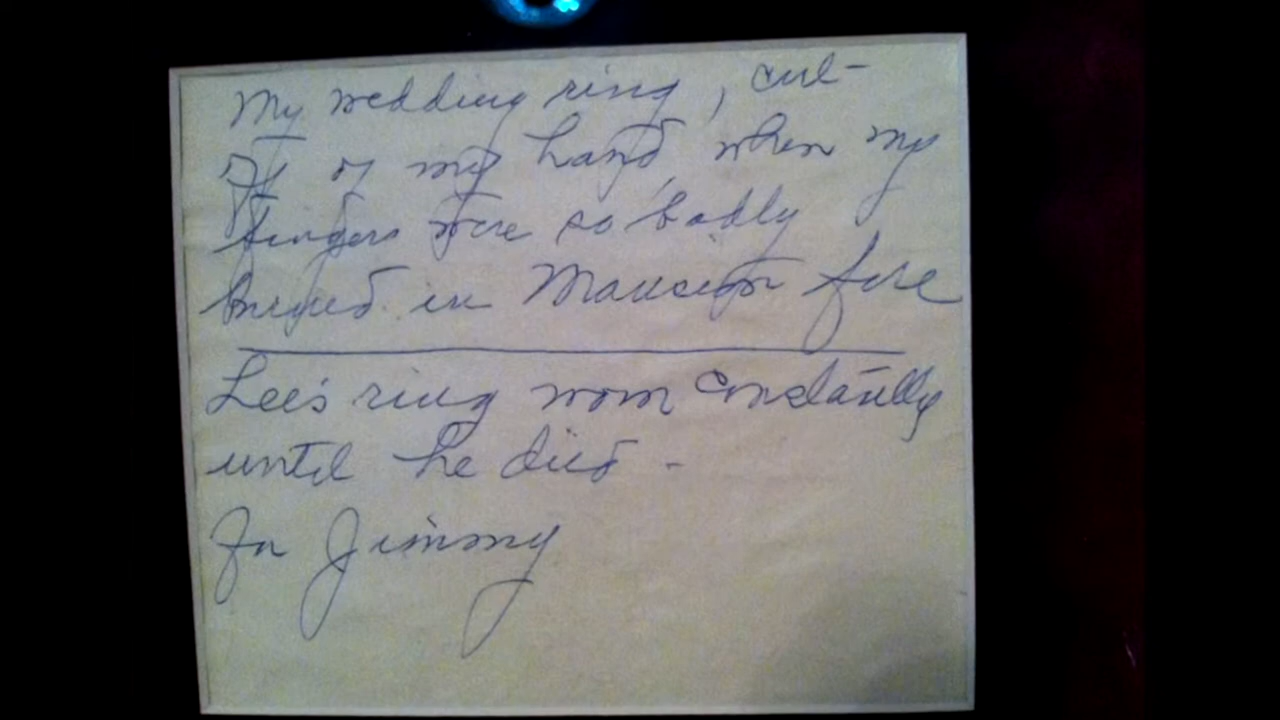 My wedding ring, cut-
off of my hand, when my
fingers were so badly
burned in Mansion fire
Lee's ring worn constantly
until he died -
For Jimmy